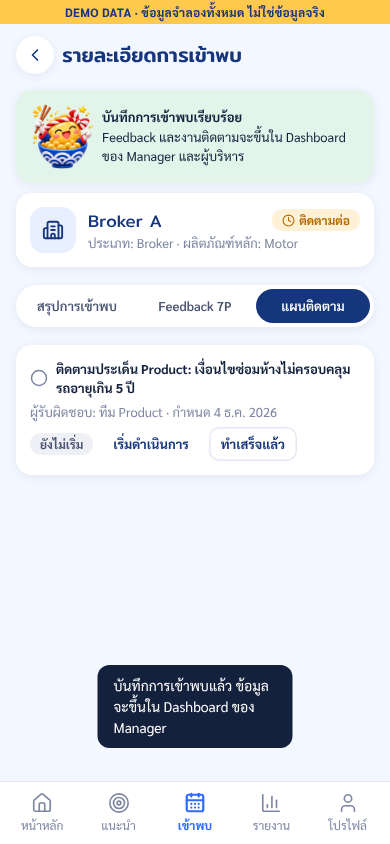 DEMO DATA · ข้อมูลจำลองทั้งหมด ไม่ใช่ข้อมูลจริง
รายละเอียดการเข้าพบ
บันทึกการเข้าพบเรียบร้อย
Feedback และงานติดตามจะขึ้นใน Dashboard
ของ Manager และผู้บริหาร
Broker A
ติดตามต่อ
ประเภท: Broker · ผลิตภัณฑ์หลัก: Motor
สรุปการเข้าพบ
Feedback 7P
แผนติดตาม
ติดตามประเด็น Product: เงื่อนไขซ่อมห้างไม่ครอบคลุม
รถอายุเกิน 5 ปี
ผู้รับผิดชอบ: ทีม Product · กำหนด 4 ธ.ค. 2026
ยังไม่เริ่ม
เริ่มดำเนินการ
ทำเสร็จแล้ว
บันทึกการเข้าพบแล้ว ข้อมูล
จะขึ้นใน Dashboard ของ
Manager
หน้าหลัก
แนะนำ
เข้าพบ
รายงาน
โปรไฟล์